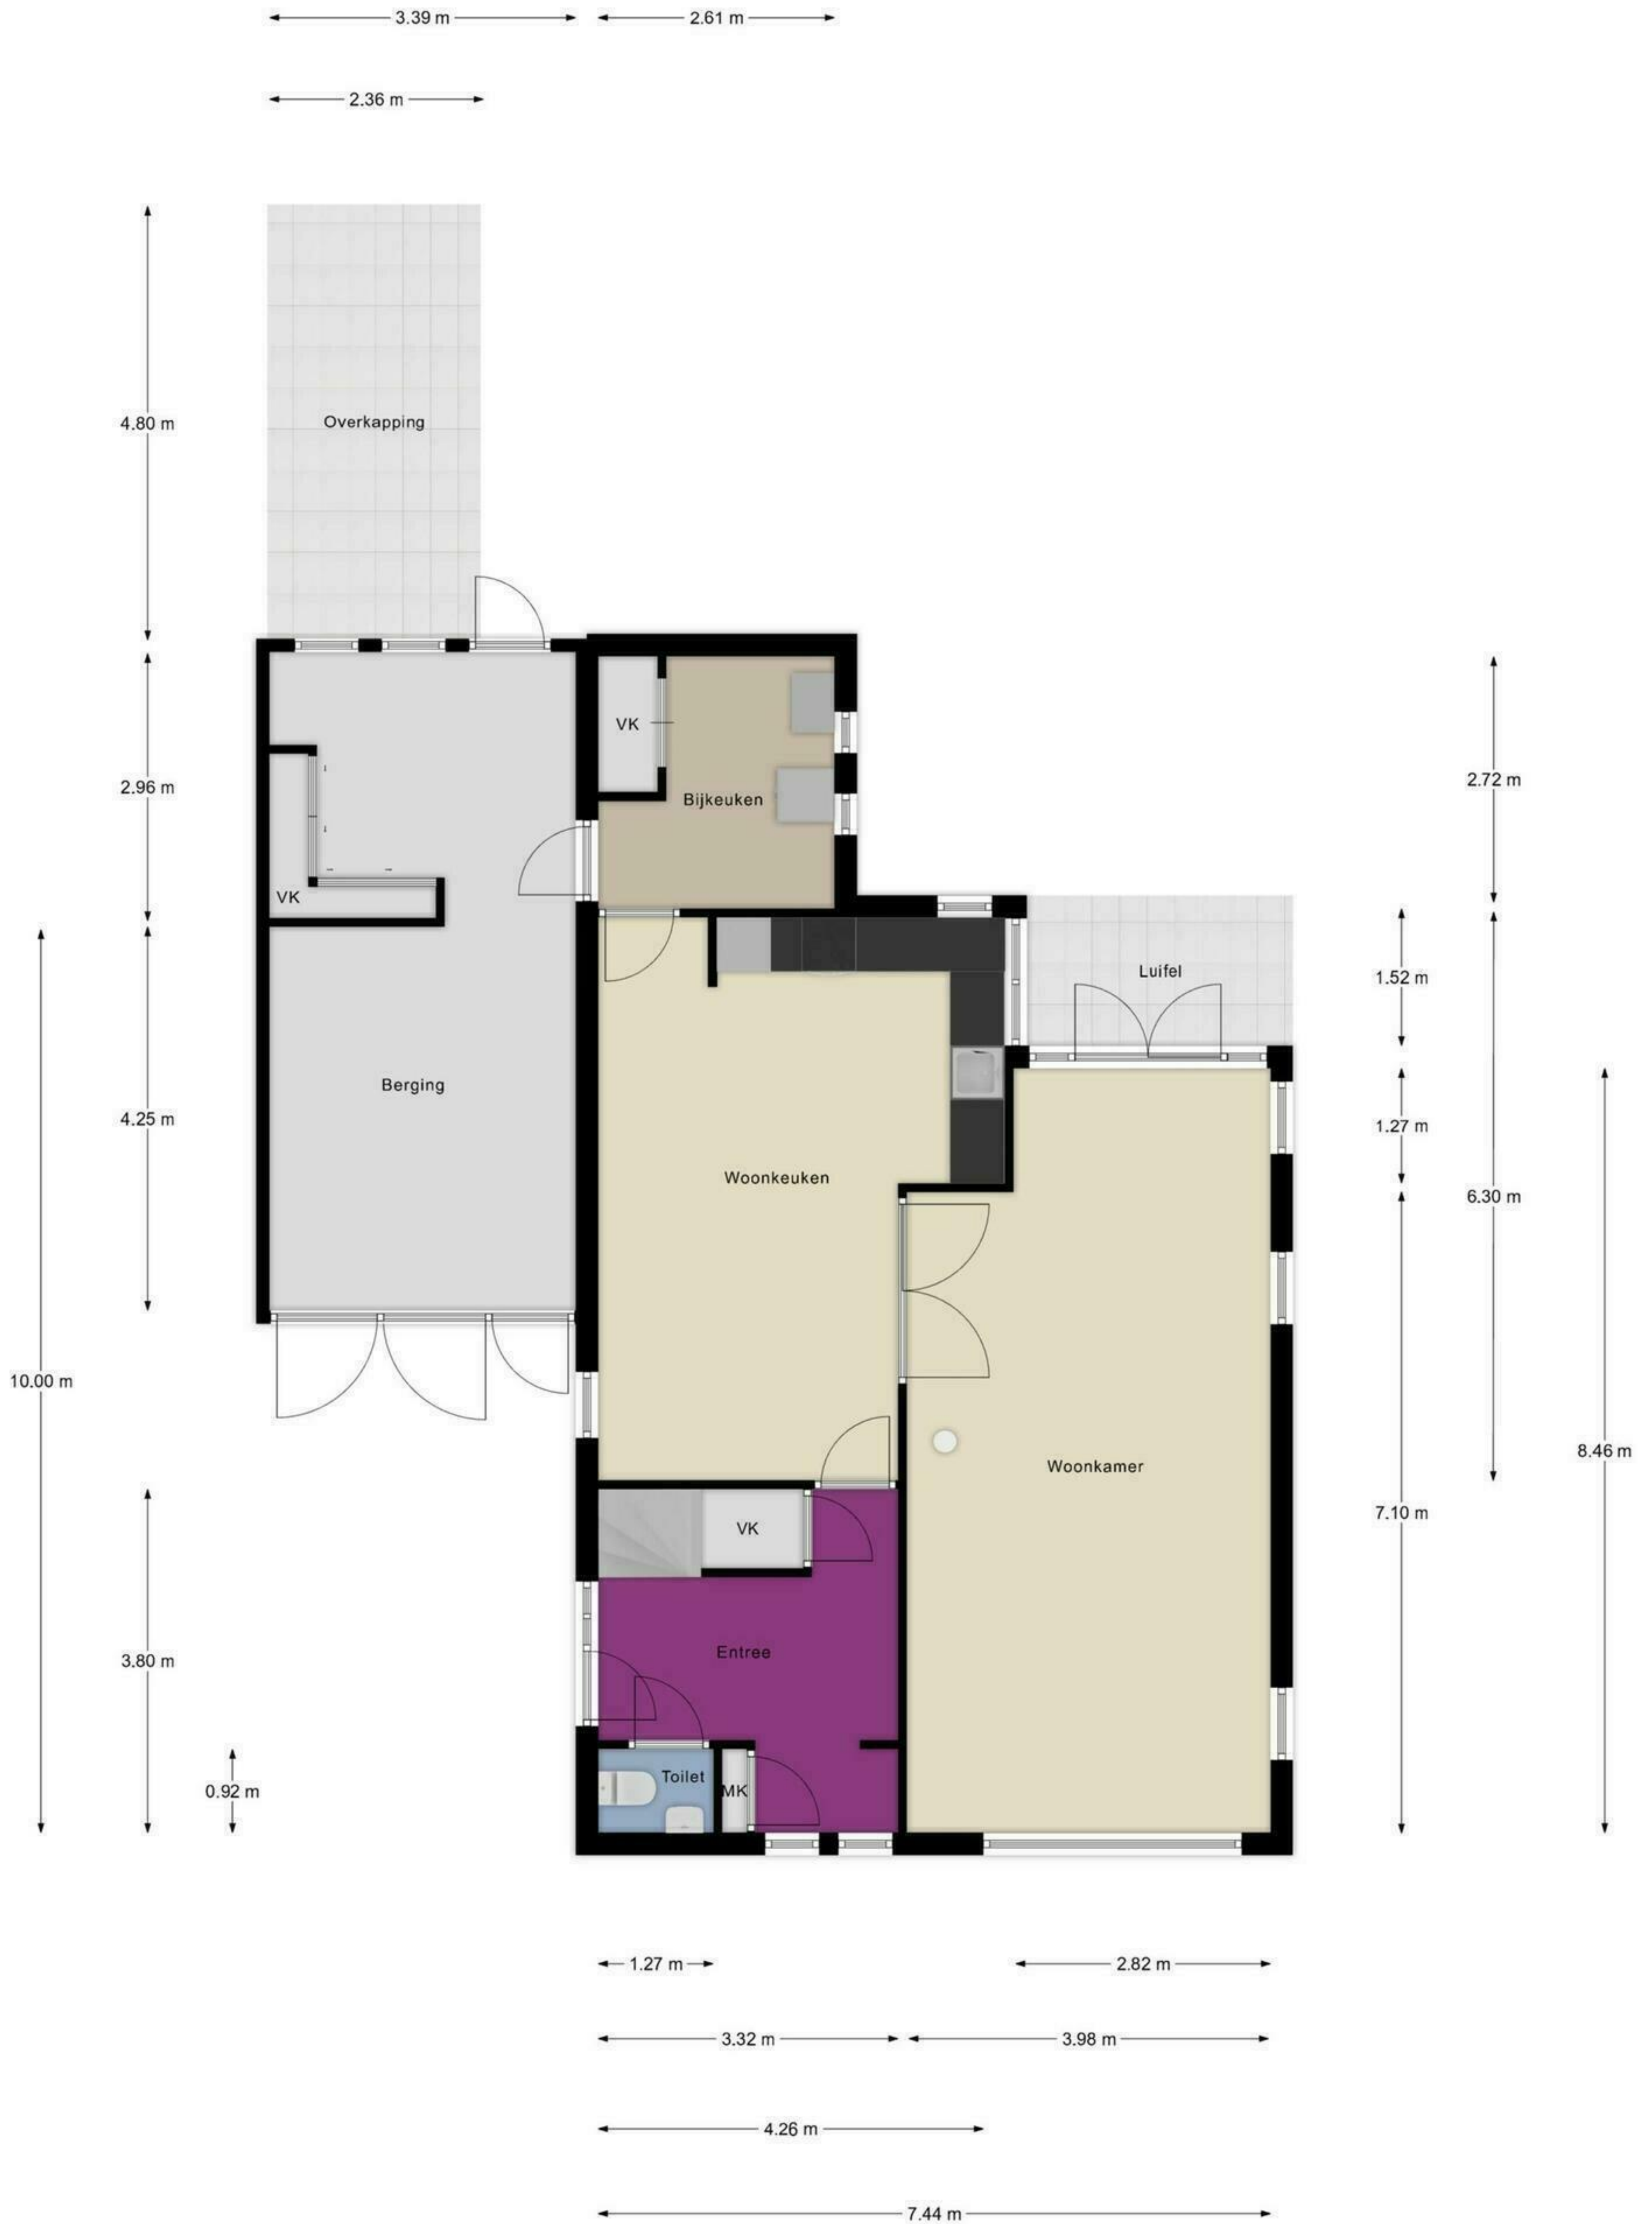 3.39 m
2.61 m
2.36 m
4.80 m
Overkapping
VK
2.96 m
2.72 m
Bijkeuken
VK
Luifel
1.52 m
Berging
4.25 m
1.27 m
Woonkeuken
6.30 m
10.00 m
8.46 m
Woonkamer
7.10 m
VK
Entree
3.80 m
Toilet
MK
0.92 m
1.27 m
2.82 m
3.32 m
3.98 m
4.26 m
7.44 m